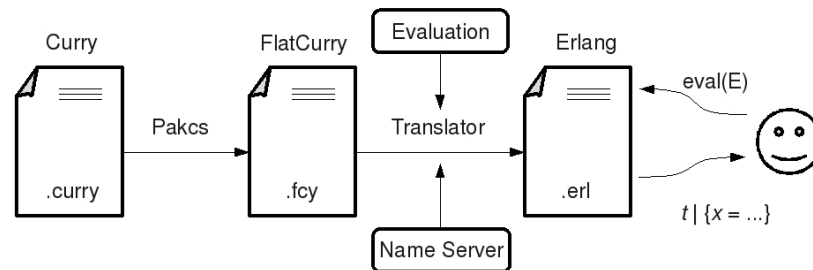 Curry
FlatCurry
Evaluation
Erlang
Pakcs
Translator
eval(E)
.curry
.fcy
.erl
t | {x = ...}
Name Server